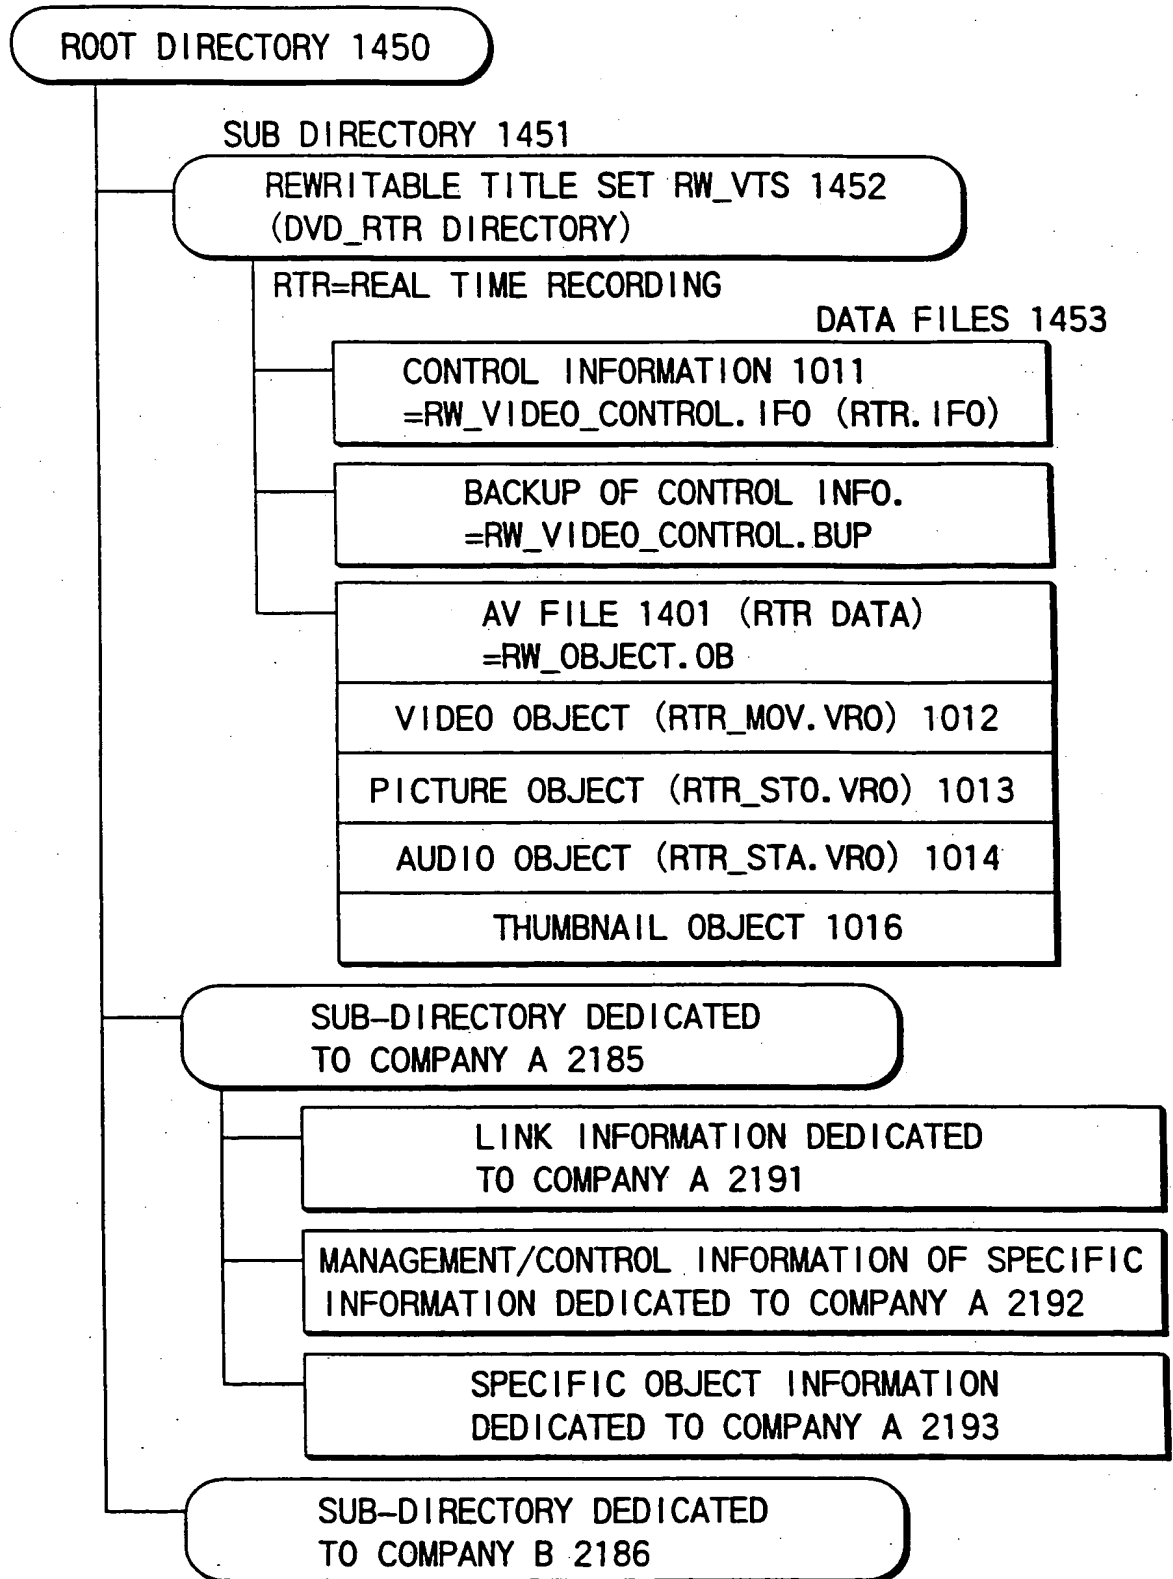 ROOT DIRECTORY 1450
SUB DIRECTORY 1451
REWRITABLE TITLE SET RW_VTS 1452
(DVD_RTR DIRECTORY)
RTR=REAL TIME RECORDING
DATA FILES 1453
CONTROL INFORMATION 1011
=RW_VIDEO_CONTROL.IFO (RTR.IFO)
BACKUP OF CONTROL INFO.
=RW_VIDEO_CONTROL.BUP
AV FILE 1401 (RTR DATA)
=RW_OBJECT.OB
VIDEO OBJECT (RTR_MOV.VRO) 1012
PICTURE OBJECT (RTR_STO.VRO) 1013
AUDIO OBJECT (RTR_STA.VRO) 1014
THUMBNAIL OBJECT 1016
SUB-DIRECTORY DEDICATED
TO COMPANY A 2185
LINK INFORMATION DEDICATED
TO COMPANY A 2191
MANAGEMENT/CONTROL INFORMATION OF SPECIFIC
INFORMATION DEDICATED TO COMPANY A 2192
SPECIFIC OBJECT INFORMATION
DEDICATED TO COMPANY A 2193
SUB-DIRECTORY DEDICATED
TO COMPANY B 2186